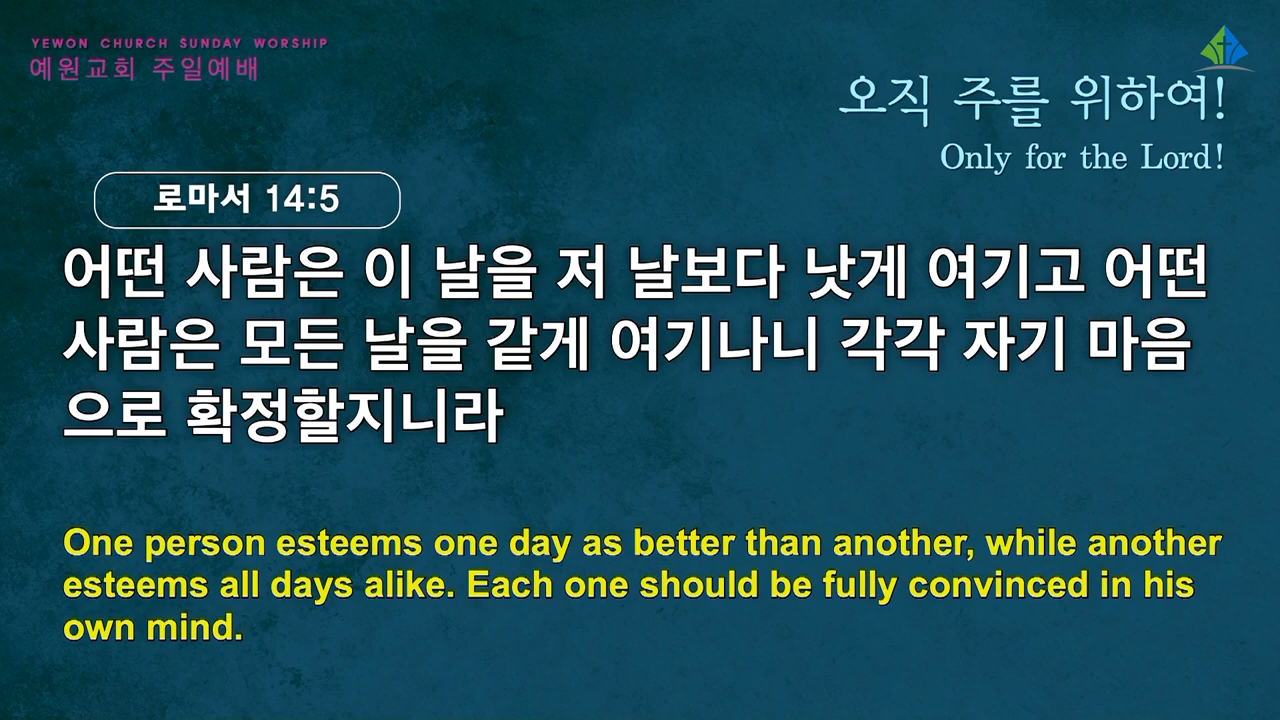 YEWON CHURCH SUNDAY WORSHIP
예원교회 주일예배
오직 주를 위하여!
Only for the Lord!
로마서 14:5
어떤 사람은 이 날을 저 날보다 낫게 여기고 어떤
사람은 모든 날을 같게 여기나니 각각 자기 마음
으로 확정할지니라
One person esteems one day as better than another, while another
esteems all days alike. Each one should be fully convinced in his
own mind.